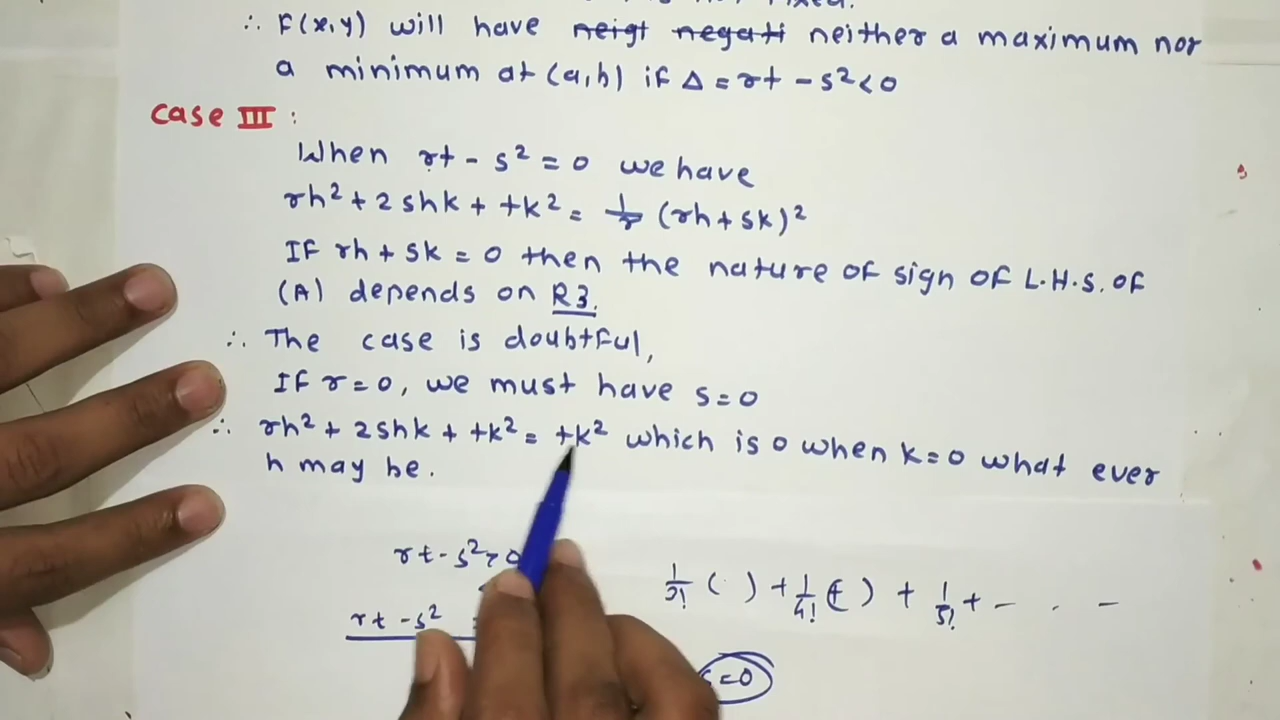 ∴ F(x,y) will have neigt negati neither a maximum nor
a minimum at (a,b) if Δ = rt - s² < 0
Case III :
When rt - s² = 0 we have
rh² + 2shk + tk² = 1/r (rh + sk)²
If rh + sk = 0 then the nature of sign of L.H.S. of
(A) depends on R3.
∴ The case is doubtful,
If r = 0, we must have s = 0
∴ rh² + 2shk + tk² = tk² which is 0 when k = 0 what ever
h may be.
rt - s² > 0
rt - s²
1/3! ( ) + 1/4! ( ) + 1/5! + - . . -
s = 0